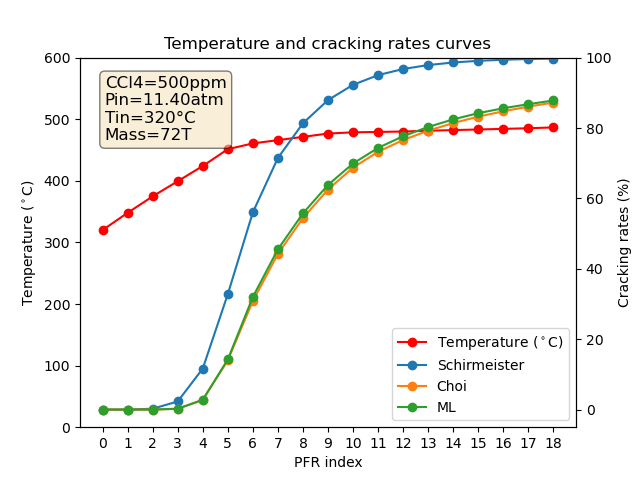 Temperature and cracking rates curves
CCl4=500ppm
Pin=11.40atm
Tin=320°C
Mass=72T
600
500
400
300
200
100
0
Temperature (°C)
100
80
60
40
20
0
Cracking rates (%)
Temperature (°C)
Schirmeister
Choi
ML
0 1 2 3 4 5 6 7 8 9 10 11 12 13 14 15 16 17 18
PFR index